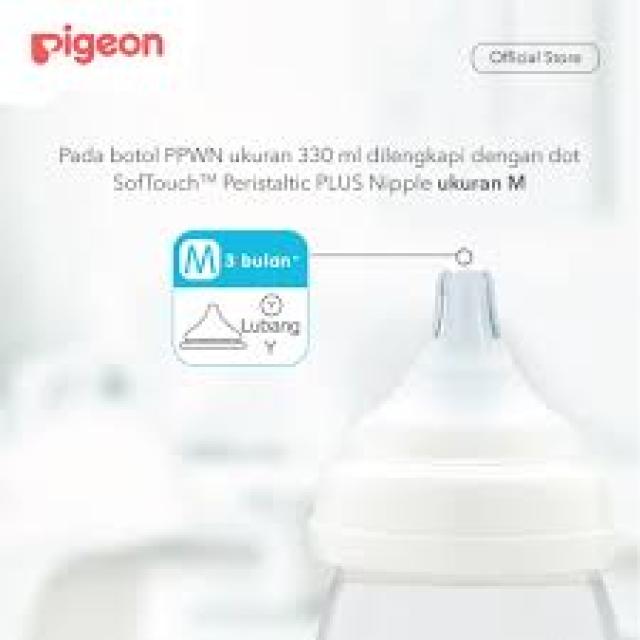 pigeon
Official Store
Pada botol PPWN ukuran 330 ml dilengkapi dengan dot
SofTouch™ Peristaltic PLUS Nipple ukuran M
M 3 bulan+
Y
Lubang
Y